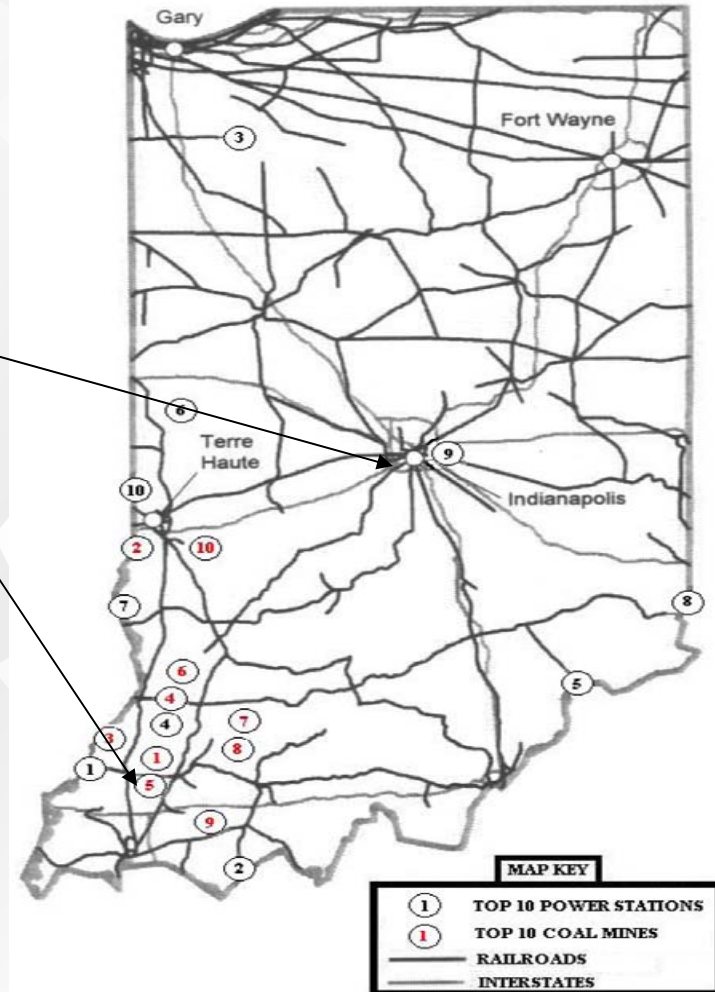 Gary
Fort Wayne
3
6
Terre
Haute
9
10
Indianapolis
2
10
7
8
6
5
4
4
7
3
8
1
1
5
9
2
MAP KEY
1 TOP 10 POWER STATIONS
1 TOP 10 COAL MINES
RAILROADS
INTERSTATES